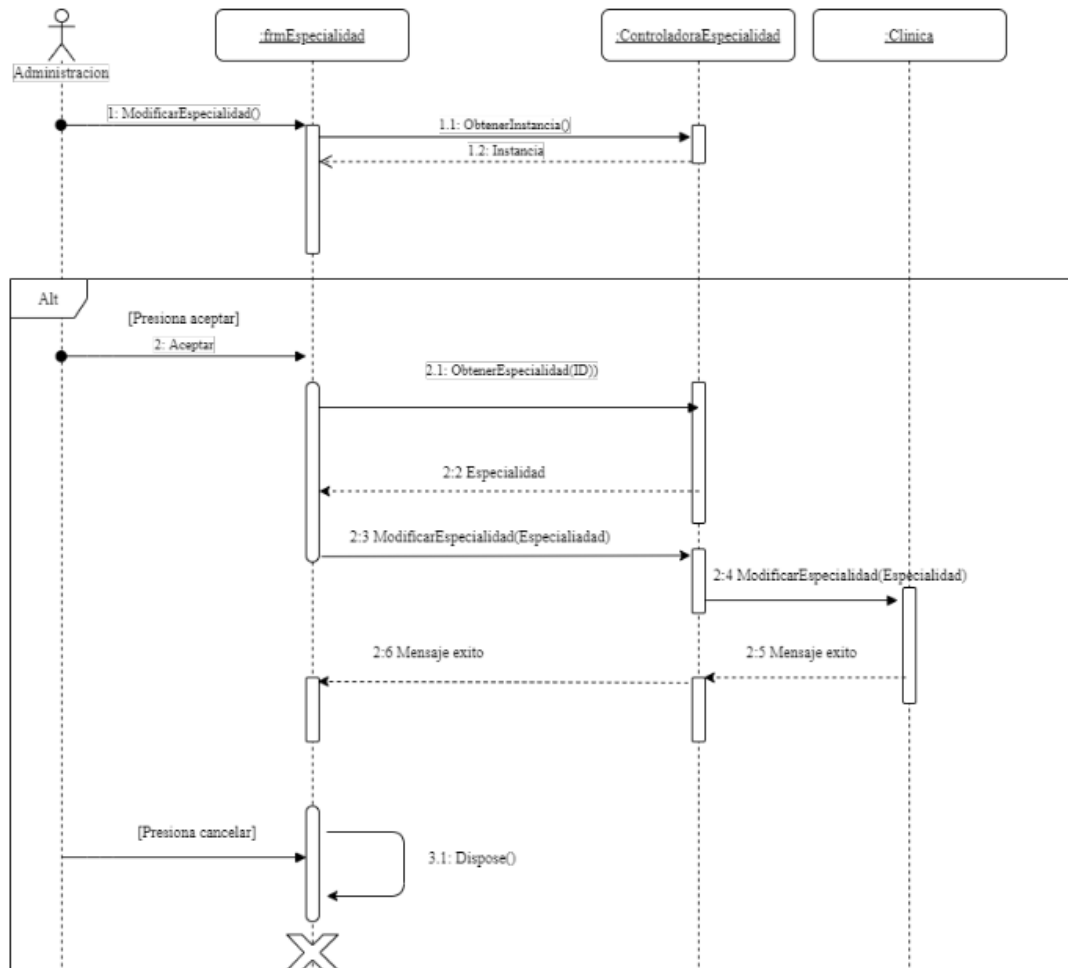 :frmEspecialidad
:ControladoraEspecialidad
:Clinica
Administracion
1: ModificarEspecialidad()
1.1: ObtenerInstancia()
1.2: Instancia
Alt
[Presiona aceptar]
2: Aceptar
2.1: ObtenerEspecialidad(ID))
2:2 Especialidad
2:3 ModificarEspecialidad(Especialiadad)
2:4 ModificarEspecialidad(Especialidad)
2:6 Mensaje exito
2:5 Mensaje exito
[Presiona cancelar]
3.1: Dispose()